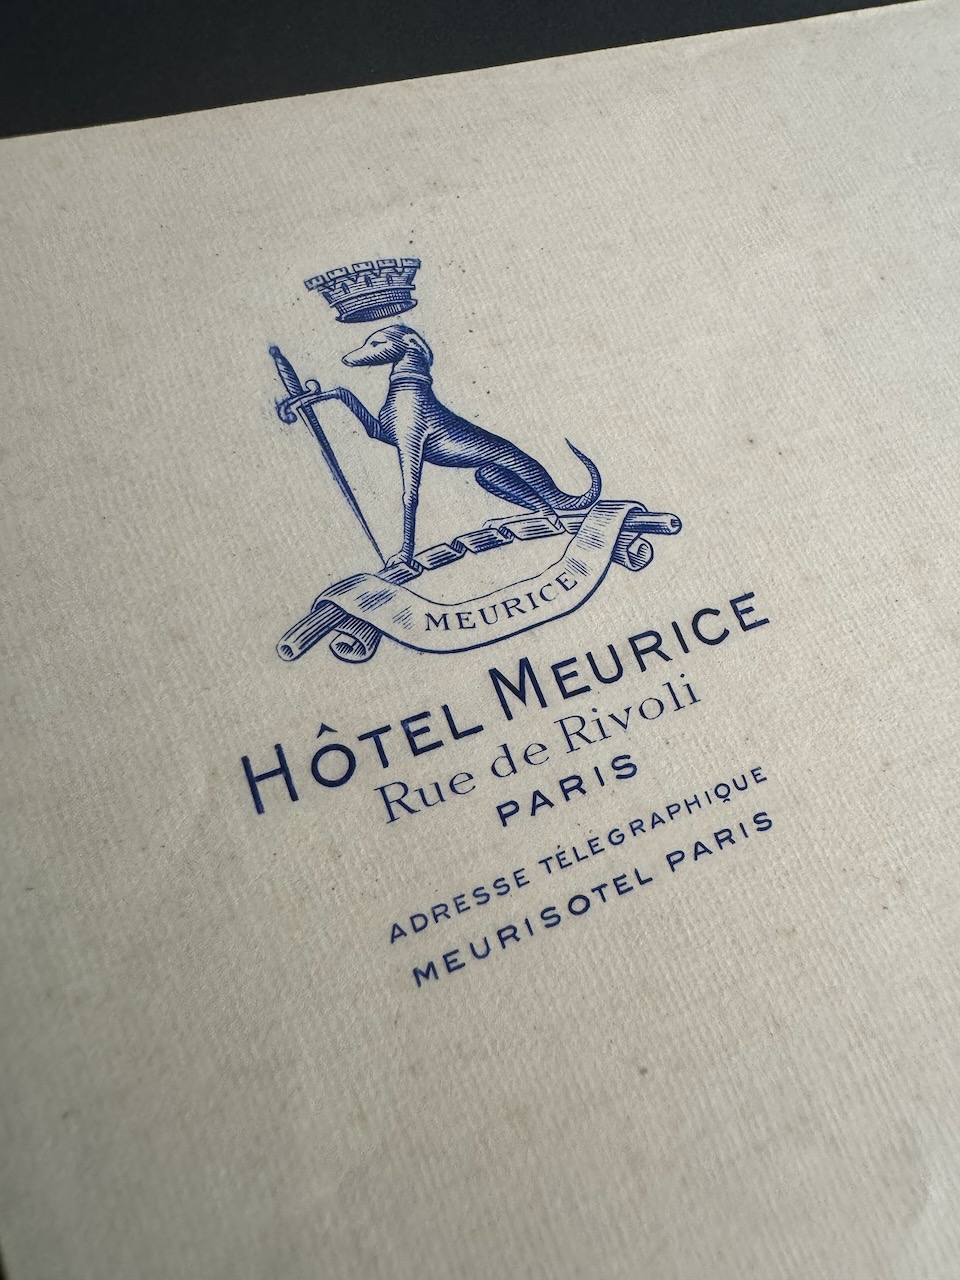 MEURICE
HÔTEL MEURICE
Rue de Rivoli
PARIS
ADRESSE TÉLÉGRAPHIQUE
MEURISOTEL PARIS